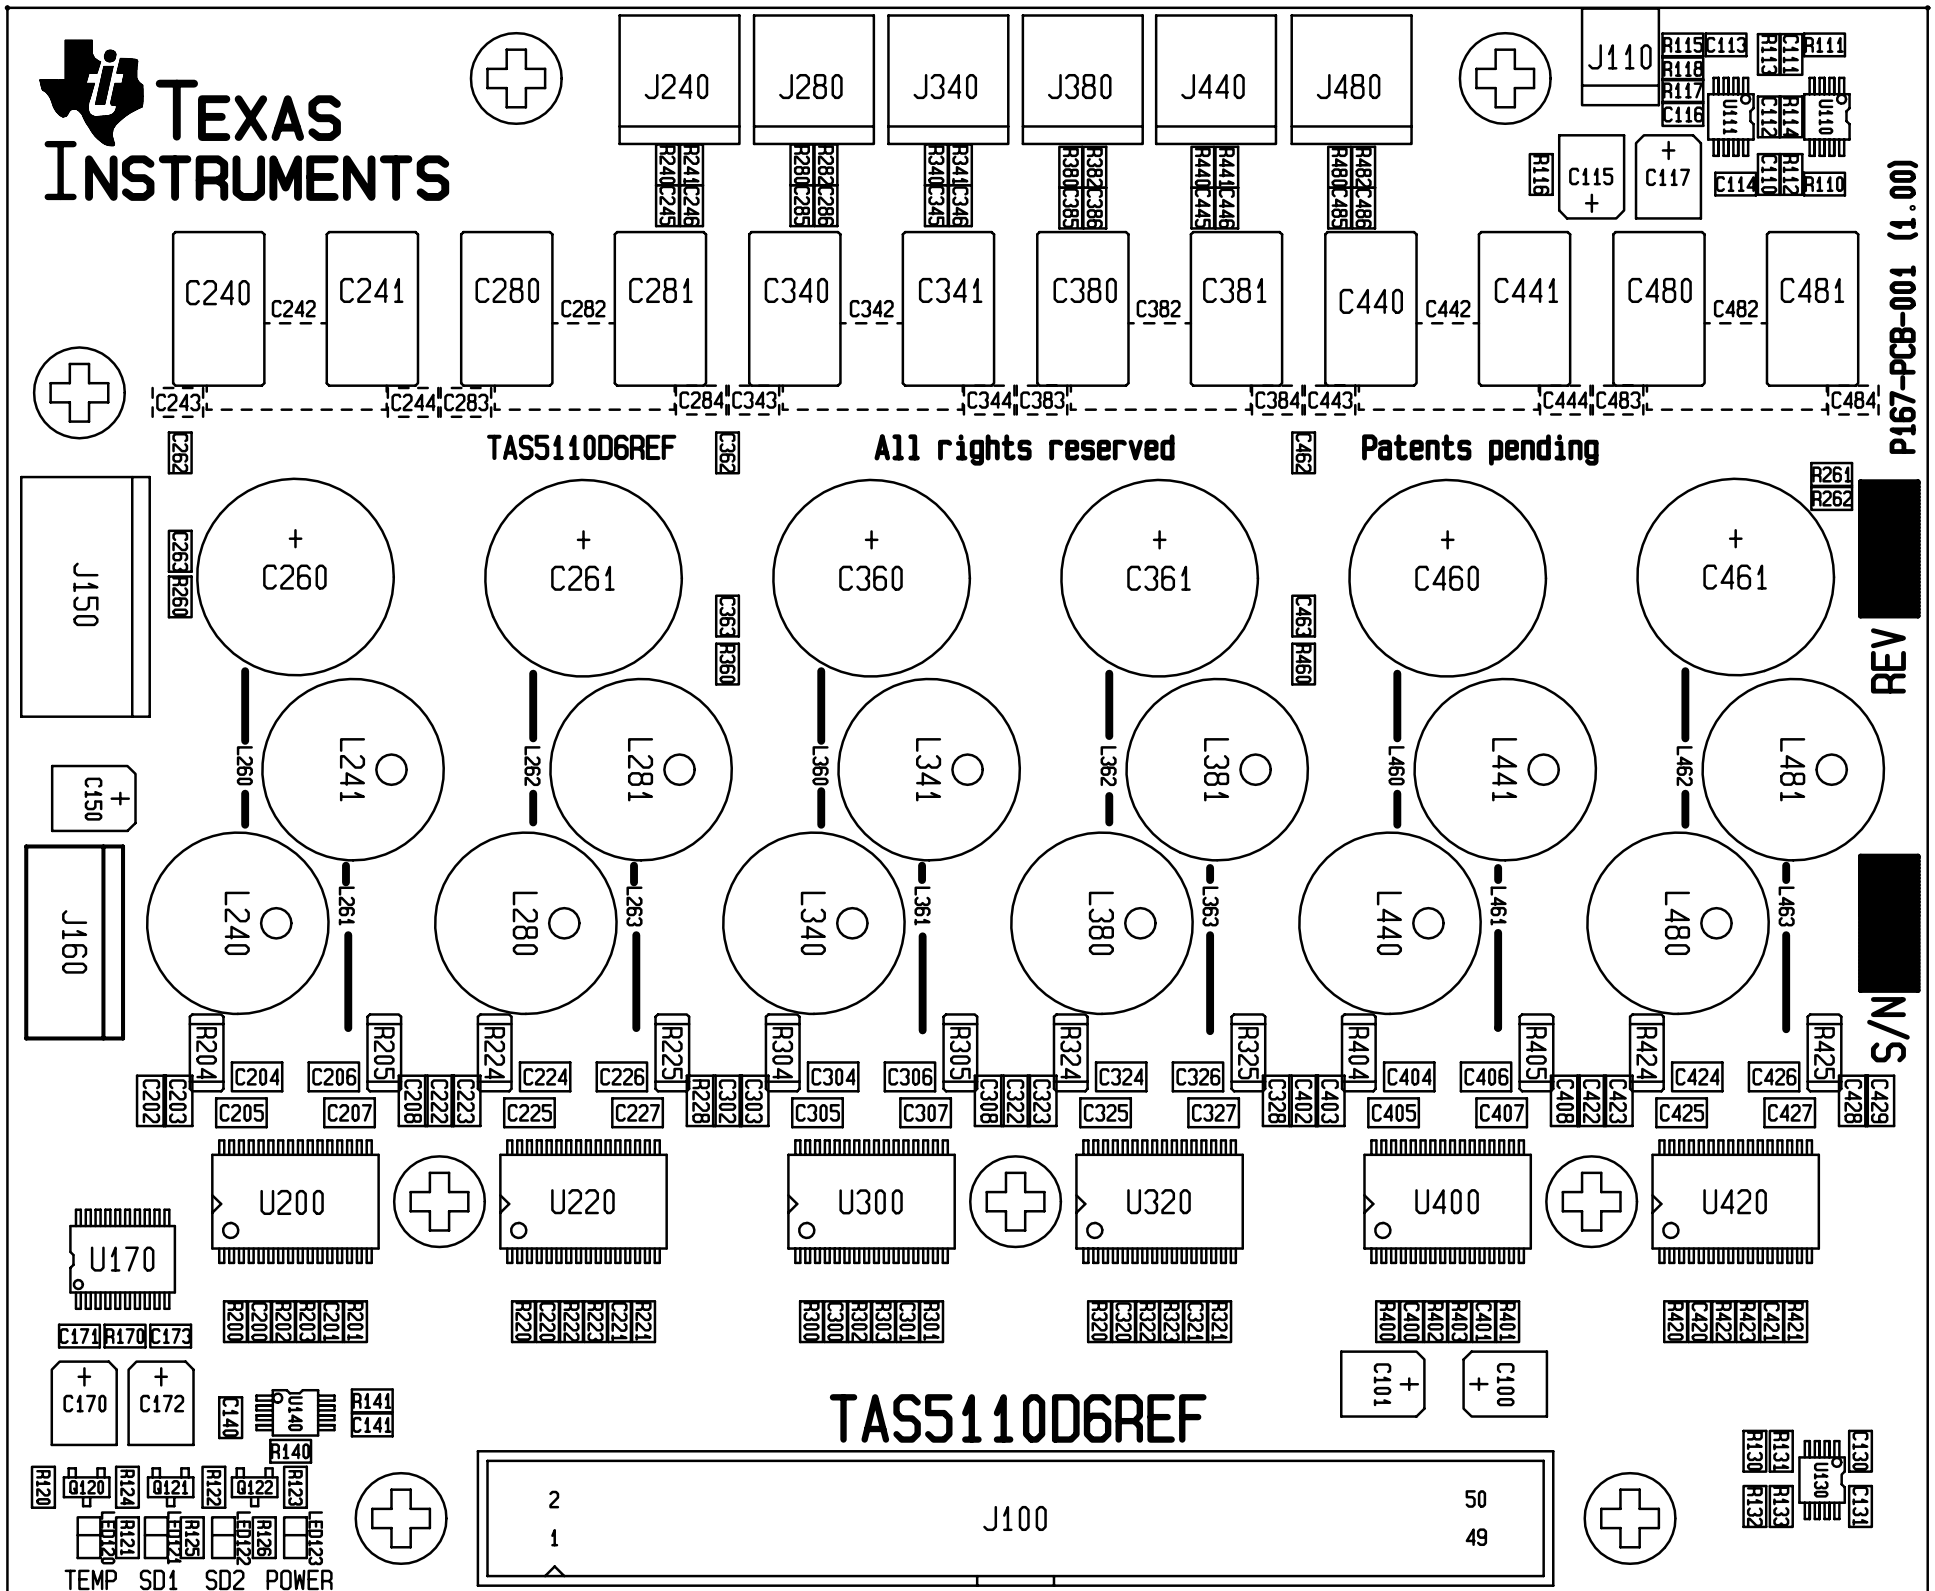 TEXAS
INSTRUMENTS
J240 J280 J340 J380 J440 J480
J110
R115 C113 R113 C111 R111
R118
R117
C116
U111 C112 R114 U110
R116 C115 C117 C114 C110 R112 R110
R240 R241 R280 R282 R340 R341 R380 R382 R440 R441 R480 R482
C245 C246 C285 C286 C345 C346 C385 C386 C445 C446 C485 C486
P167-PCB-001 (1.00)
C240 C242 C241 C280 C282 C281 C340 C342 C341 C380 C382 C381 C440 C442 C441 C480 C482 C481
C243 C244 C283 C284 C343 C344 C383 C384 C443 C444 C483 C484
C262 TAS5110D6REF C362 All rights reserved C462 Patents pending
R261
R262
J150 C263 R260
C260 C261 C360 C361 C460 C461
C363 R360 C463 R460
REV
L260 L241 L262 L281 L360 L341 L362 L381 L460 L441 L462 L481
C150
J160
L240 L261 L280 L263 L340 L361 L380 L363 L440 L461 L480 L463
S/N
R204 R205 R224 R225 R304 R305 R324 R325 R404 R405 R424 R425
C204 C206 C224 C226 C304 C306 C324 C326 C404 C406 C424 C426
C202 C203 C208 C222 C223 R228 C302 C303 C308 C322 C323 C328 C402 C403 C408 C422 C423 C428 C429
C205 C207 C225 C227 C305 C307 C325 C327 C405 C407 C425 C427
U200 U220 U300 U320 U400 U420
U170
R200 C200 R202 R203 C201 R201 R220 C220 R222 R223 C221 R221 R300 C300 R302 R303 C301 R301 R320 C320 R322 R323 C321 R321 R400 C400 R402 R403 C401 R401 R420 C420 R422 R423 C421 R421
C171 R170 C173
C170 C172
C101 C100
C140 U140 R141
C141
R140
TAS5110D6REF
R120 Q120 R124 Q121 R122 Q122 R123
LED120 R121 LED121 R125 LED122 R126 LED123
TEMP SD1 SD2 POWER
2 50
J100
1 49
R130 R131 U130 C130
R132 R133 C131